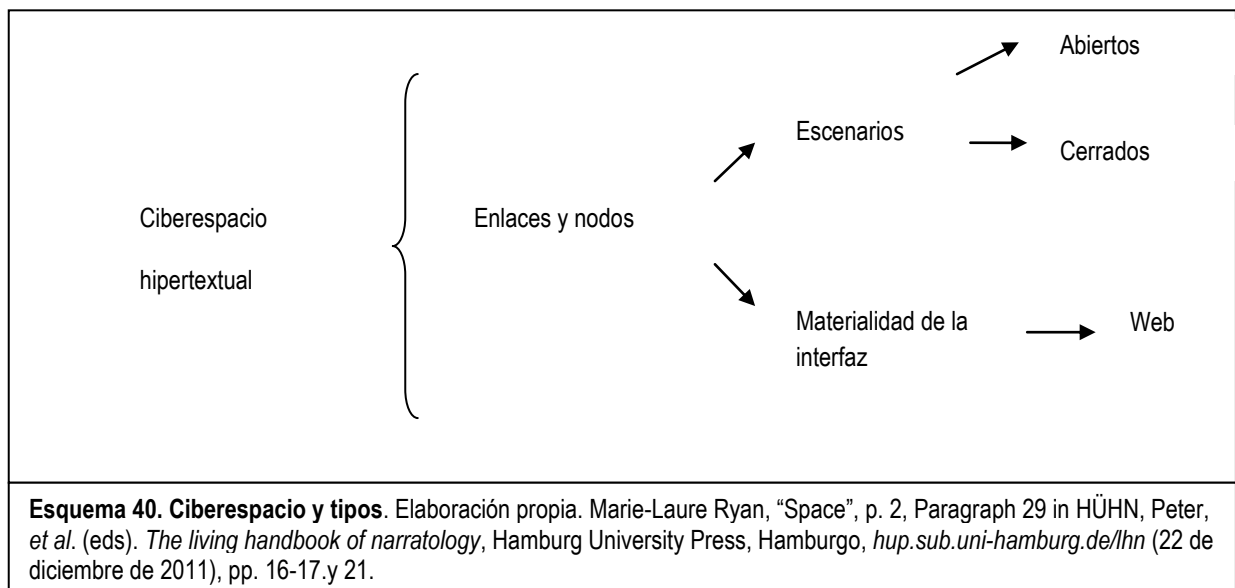 Abiertos
Escenarios
Cerrados
Ciberespacio
hipertextual
Enlaces y nodos
Materialidad de la
interfaz
Web
Esquema 40. Ciberespacio y tipos. Elaboración propia. Marie-Laure Ryan, “Space”, p. 2, Paragraph 29 in HÜHN, Peter,
et al. (eds). The living handbook of narratology, Hamburg University Press, Hamburgo, hup.sub.uni-hamburg.de/lhn (22 de
diciembre de 2011), pp. 16-17.y 21.